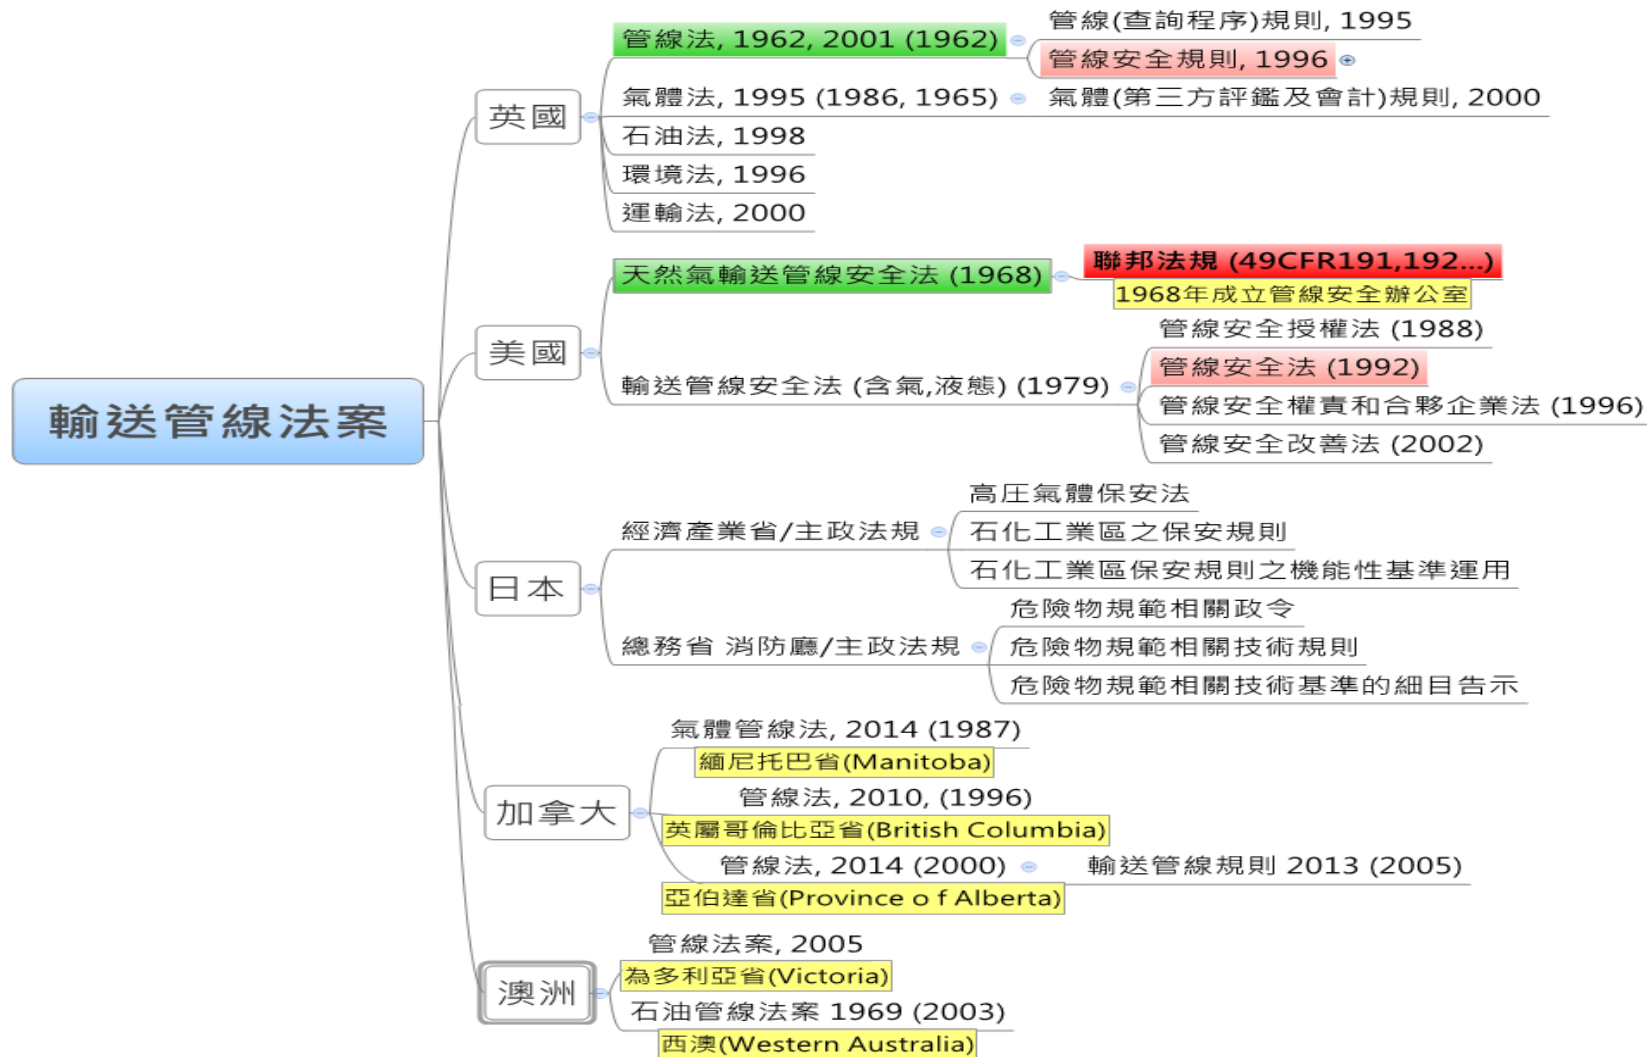 輸送管線法案
英國
管線法, 1962, 2001 (1962)
管線(查詢程序)規則, 1995
管線安全規則, 1996
氣體法, 1995 (1986, 1965)
氣體(第三方評鑑及會計)規則, 2000
石油法, 1998
環境法, 1996
運輸法, 2000
美國
天然氣輸送管線安全法 (1968)
聯邦法規 (49CFR191,192...)
1968年成立管線安全辦公室
輸送管線安全法 (含氣,液態) (1979)
管線安全授權法 (1988)
管線安全法 (1992)
管線安全權責和合夥企業法 (1996)
管線安全改善法 (2002)
日本
經濟產業省/主政法規
高圧氣體保安法
石化工業區之保安規則
石化工業區保安規則之機能性基準運用
總務省 消防廳/主政法規
危險物規範相關政令
危險物規範相關技術規則
危險物規範相關技術基準的細目告示
加拿大
氣體管線法, 2014 (1987)
緬尼托巴省(Manitoba)
管線法, 2010, (1996)
英屬哥倫比亞省(British Columbia)
管線法, 2014 (2000)
輸送管線規則 2013 (2005)
亞伯達省(Province o f Alberta)
澳洲
管線法案, 2005
為多利亞省(Victoria)
石油管線法案 1969 (2003)
西澳(Western Australia)